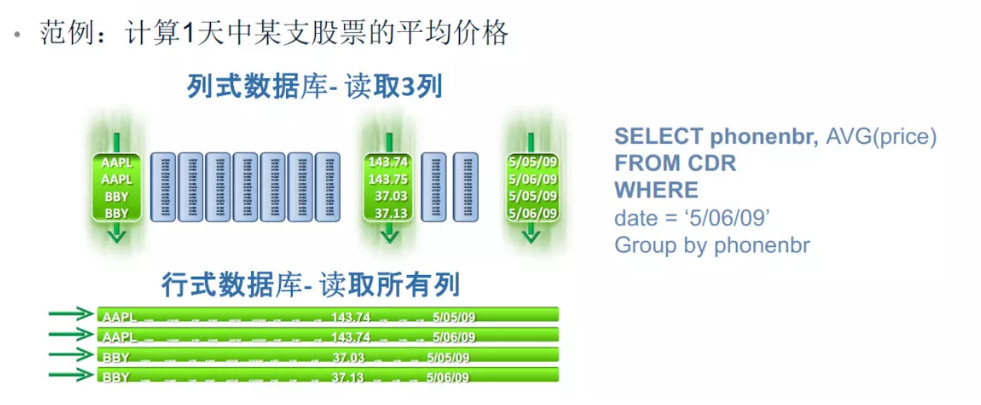 • 范例：计算1天中某支股票的平均价格
列式数据库- 读取3列
AAPL
AAPL
BBY
BBY
143.74
143.75
37.03
37.13
5/05/09
5/06/09
5/05/09
5/06/09
SELECT phonenbr, AVG(price)
FROM CDR
WHERE
date = ‘5/06/09’
Group by phonenbr
行式数据库- 读取所有列
AAPL 143.74 5/05/09
AAPL 143.74 5/06/09
BBY 37.03 5/05/09
BBY 37.13 5/06/09